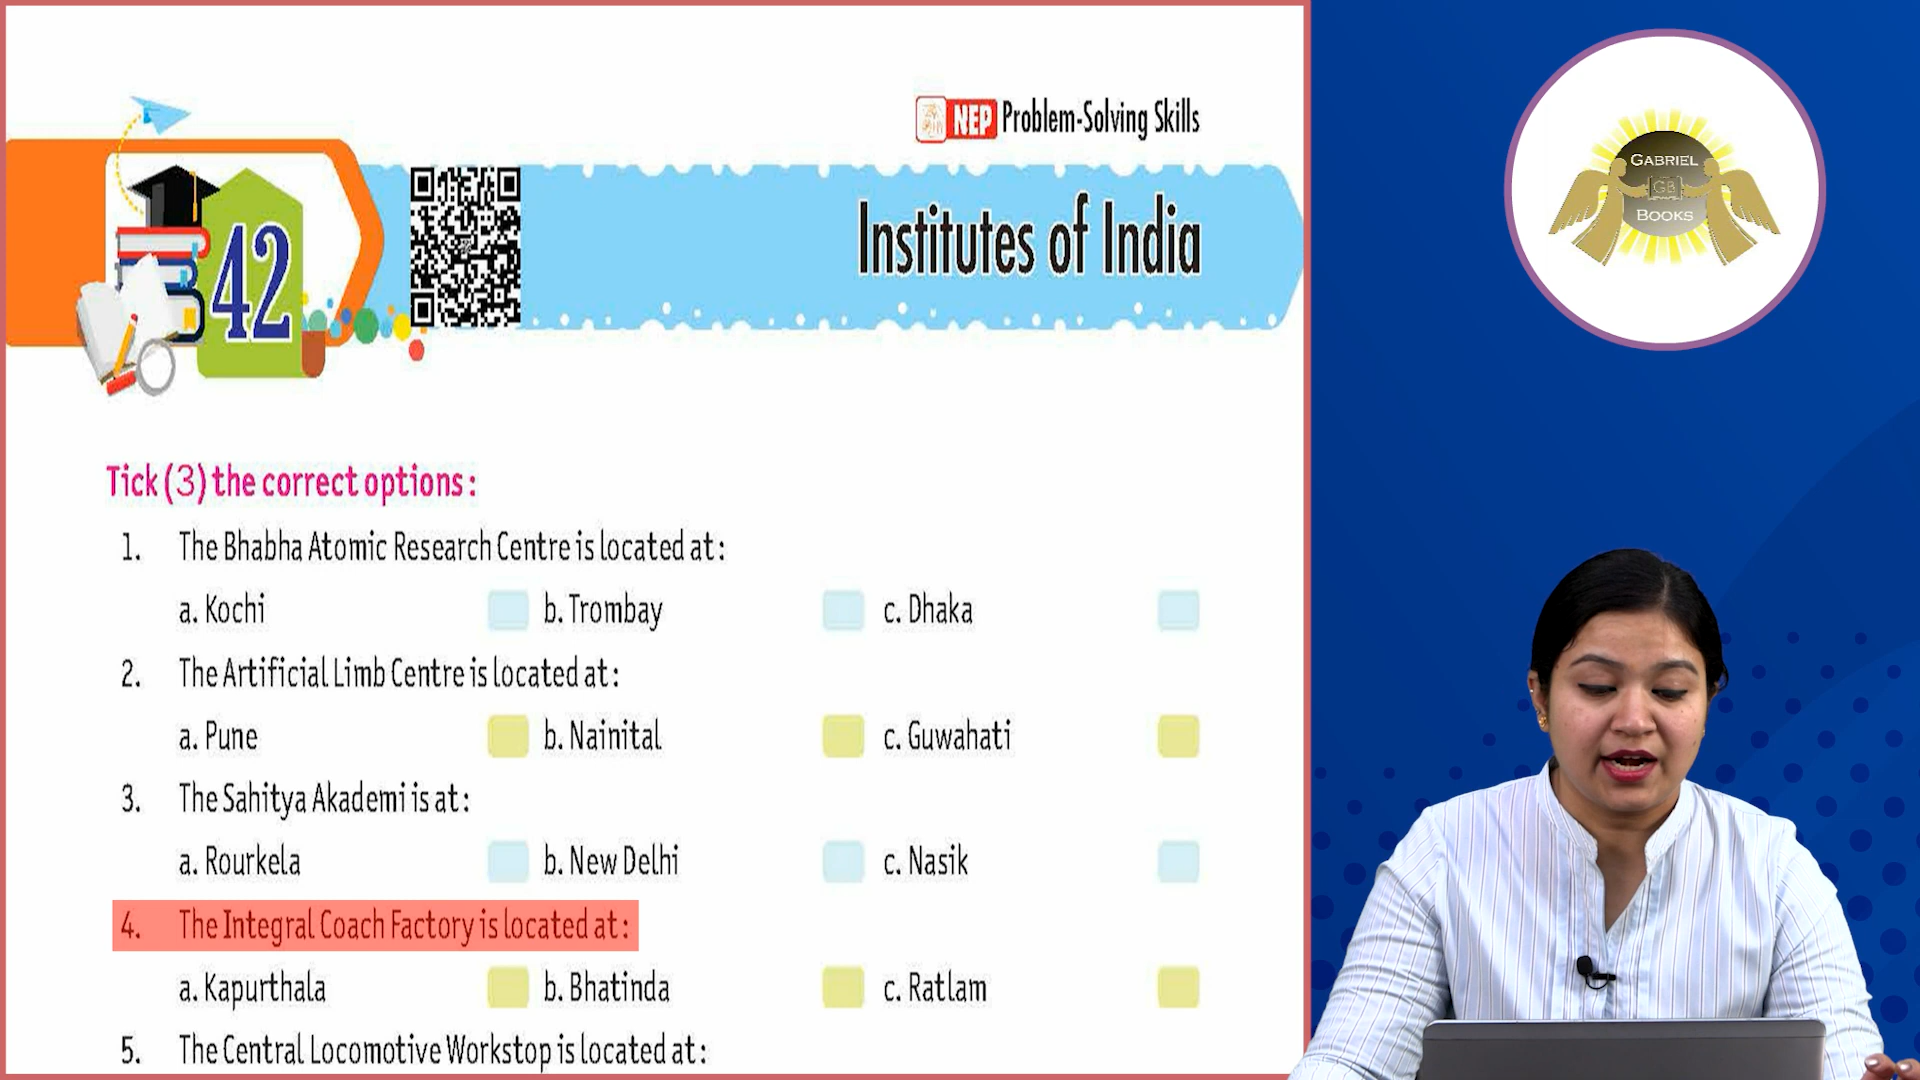 NEP Problem-Solving Skills
42
Institutes of India
Tick (3) the correct options :
1. The Bhabha Atomic Research Centre is located at :
a. Kochi b. Trombay c. Dhaka
2. The Artificial Limb Centre is located at :
a. Pune b. Nainital c. Guwahati
3. The Sahitya Akademi is at :
a. Rourkela b. New Delhi c. Nasik
4. The Integral Coach Factory is located at :
a. Kapurthala b. Bhatinda c. Ratlam
5. The Central Locomotive Workstop is located at :
GABRIEL
GB
BOOKS